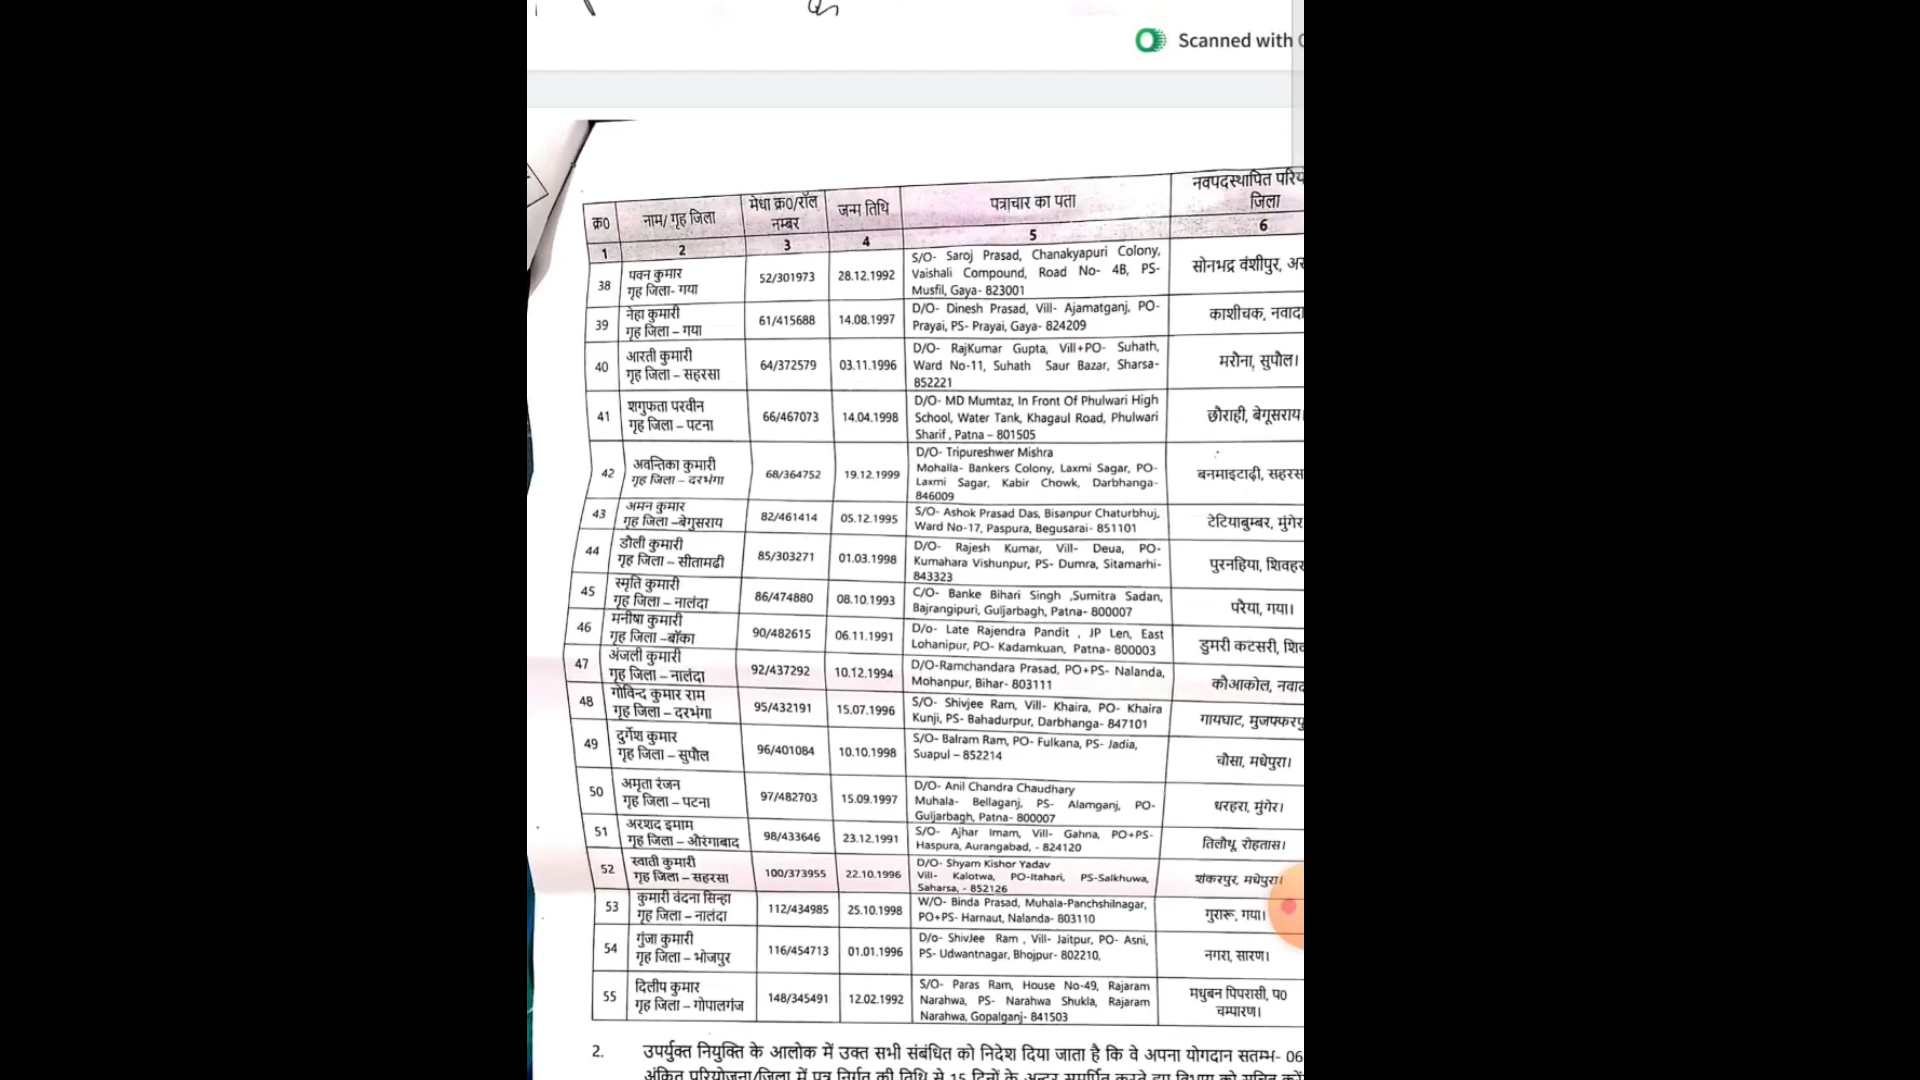 Scanned with
क्र0
नाम/ गृह जिला
मेधा क्र0/रॉल
नम्बर
जन्म तिथि
पत्राचार का पता
नवपदस्थापित
जिला
1
2
3
4
5
6
38
पवन कुमार
गृह जिला- गया
52/301973
28.12.1992
S/O- Saroj Prasad, Chanakyapuri Colony,
Vaishali Compound, Road No- 4B, PS-
Musfil, Gaya- 823001
सोनभद्र वंशीपुर,
39
नेहा कुमारी
गृह जिला – गया
61/415688
14.08.1997
D/O- Dinesh Prasad, Vill- Ajamatganj, PO-
Prayai, PS- Prayai, Gaya- 824209
काशीचक, नवादा
40
आरती कुमारी
गृह जिला – सहरसा
64/372579
03.11.1996
D/O- RajKumar Gupta, Vill+PO- Suhath,
Ward No-11, Suhath Saur Bazar, Sharsa-
852221
मरौना, सुपौल।
41
शगुफता परवीन
गृह जिला – पटना
66/467073
14.04.1998
D/O- MD Mumtaz, In Front Of Phulwari High
School, Water Tank, Khagaul Road, Phulwari
Sharif , Patna – 801505
छौराही, बेगूसराय।
42
अवन्तिका कुमारी
गृह जिला – दरभंगा
68/364752
19.12.1999
D/O- Tripureshwer Mishra
Mohalla- Bankers Colony, Laxmi Sagar, PO-
Laxmi Sagar, Kabir Chowk, Darbhanga-
846009
बनमाइटाढ़ी, सहरस
43
अमन कुमार
गृह जिला –बेगुसराय
82/461414
05.12.1995
S/O- Ashok Prasad Das, Bisanpur Chaturbhuj,
Ward No-17, Paspura, Begusarai- 851101
टेटियाबुम्बर, मुंगेर
44
डौली कुमारी
गृह जिला – सीतामढी
85/303271
01.03.1998
D/O- Rajesh Kumar, Vill- Deua, PO-
Kumahara Vishunpur, PS- Dumra, Sitamarhi-
843323
पुरनहिया, शिवहर
45
स्मृति कुमारी
गृह जिला – नालंदा
86/474880
08.10.1993
C/O- Banke Bihari Singh ,Sumitra Sadan,
Bajrangipuri, Guljarbagh, Patna- 800007
परैया, गया।
46
मनीषा कुमारी
गृह जिला –बॉका
90/482615
06.11.1991
D/o- Late Rajendra Pandit , JP Len, East
Lohanipur, PO- Kadamkuan, Patna- 800003
डुमरी कटसरी,
47
अंजली कुमारी
गृह जिला – नालंदा
92/437292
10.12.1994
D/O-Ramchandara Prasad, PO+PS- Nalanda,
Mohanpur, Bihar- 803111
कौआकोल, नवाद
48
गोविन्द कुमार राम
गृह जिला – दरभंगा
95/432191
15.07.1996
S/O- Shivjee Ram, Vill- Khaira, PO- Khaira
Kunji, PS- Bahadurpur, Darbhanga- 847101
गायघाट, मुजफ्फरपु
49
दुर्गेश कुमार
गृह जिला – सुपौल
96/401084
10.10.1998
S/O- Balram Ram, PO- Fulkana, PS- Jadia,
Suapul – 852214
चौसा, मधेपुरा।
50
अमृता रंजन
गृह जिला – पटना
97/482703
15.09.1997
D/O- Anil Chandra Chaudhary
Muhala- Bellaganj, PS- Alamganj, PO-
Guljarbagh, Patna- 800007
धरहरा, मुंगेर।
51
अरशद इमाम
गृह जिला – औरंगाबाद
98/433646
23.12.1991
S/O- Ajhar Imam, Vill- Gahna, PO+PS-
Haspura, Aurangabad, - 824120
तिलौथू, रोहतास।
52
स्वाती कुमारी
गृह जिला – सहरसा
100/373955
22.10.1996
D/O- Shyam Kishor Yadav
Vill- Kalotwa, PO-Itahari, PS-Salkhuwa,
Saharsa, - 852126
शंकरपुर, मधेपुरा।
53
कुमारी वंदना सिन्हा
गृह जिला – नालंदा
112/434985
25.10.1998
W/O- Binda Prasad, Muhala-Panchshilnagar,
PO+PS- Harnaut, Nalanda- 803110
गुरारू, गया।
54
गुंजा कुमारी
गृह जिला – भोजपुर
116/454713
01.01.1996
D/o- ShivJee Ram , Vill- Jaitpur, PO- Asni,
PS- Udwantnagar, Bhojpur- 802210,
नगरा, सारण।
55
दिलीप कुमार
गृह जिला – गोपालगंज
148/345491
12.02.1992
S/O- Paras Ram, House No-49, Rajaram
Narahwa, PS- Narahwa Shukla, Rajaram
Narahwa, Gopalganj- 841503
मधुबन पिपरासी, प0
चम्पारण।
2. उपर्युक्त नियुक्ति के आलोक में उक्त सभी संबंधित को निदेश दिया जाता है कि वे अपना योगदान सतम्भ- 06
अंकित परियोजना/जिला में पत्र निर्गत की तिथि से 15 दिनों के अन्दर समर्पित करते हुए विभाग को सूचित करें